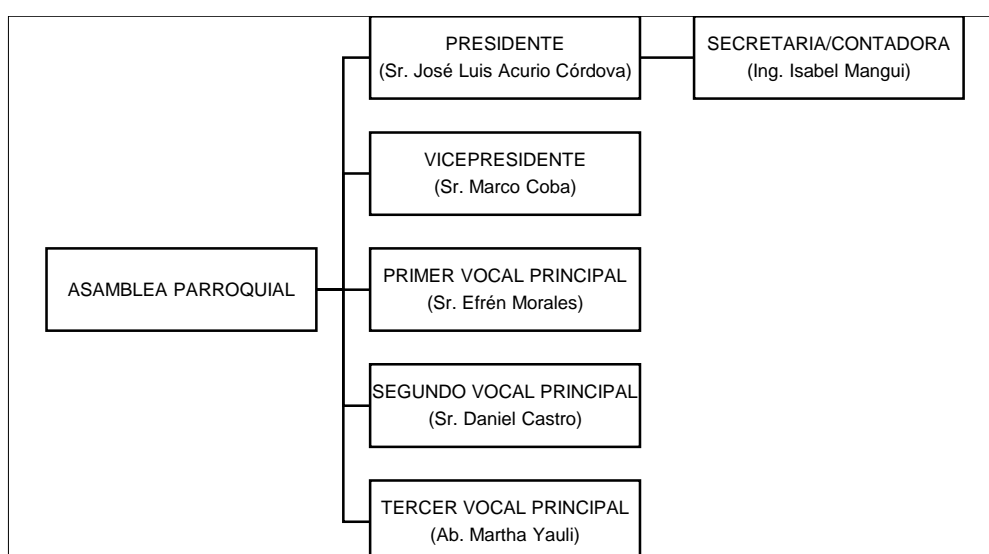 PRESIDENTE
(Sr. José Luis Acurio Córdova)
SECRETARIA/CONTADORA
(Ing. Isabel Mangui)
VICEPRESIDENTE
(Sr. Marco Coba)
ASAMBLEA PARROQUIAL
PRIMER VOCAL PRINCIPAL
(Sr. Efrén Morales)
SEGUNDO VOCAL PRINCIPAL
(Sr. Daniel Castro)
TERCER VOCAL PRINCIPAL
(Ab. Martha Yauli)